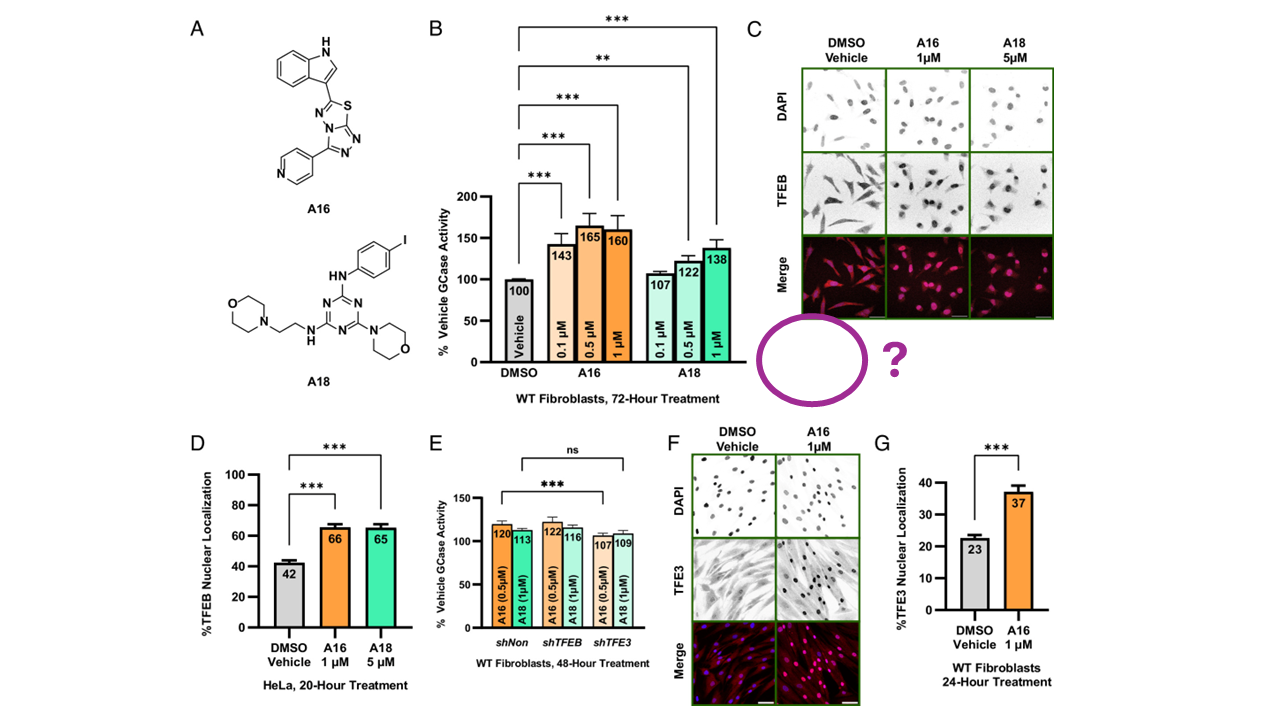 A
N
H
N
S
N
N
N
N
A16
I
HN
O
N
N
H
N
N
N
N
O
A18
B
***
**
***
***
***
% Vehicle GCase Activity
200
150
100
50
0
100
143
165
160
107
122
138
Vehicle
0.1 µM
0.5 µM
1 µM
0.1 µM
0.5 µM
1 µM
DMSO
A16
A18
WT Fibroblasts, 72-Hour Treatment
C
DMSO
Vehicle
A16
1µM
A18
5µM
DAPI
TFEB
Merge
?
D
***
***
%TFEB Nuclear Localization
100
80
60
40
20
0
42
66
65
DMSO
Vehicle
A16
1 µM
A18
5 µM
HeLa, 20-Hour Treatment
E
ns
***
% Vehicle GCase Activity
150
100
50
0
120
113
122
116
107
109
A16 (0.5µM)
A18 (1µM)
A16 (0.5µM)
A18 (1µM)
A16 (0.5µM)
A18 (1µM)
shNon
shTFEB
shTFE3
WT Fibroblasts, 48-Hour Treatment
F
DMSO
Vehicle
A16
1µM
DAPI
TFE3
Merge
G
***
%TFE3 Nuclear Localization
40
30
20
10
0
23
37
DMSO
Vehicle
A16
1 µM
WT Fibroblasts
24-Hour Treatment